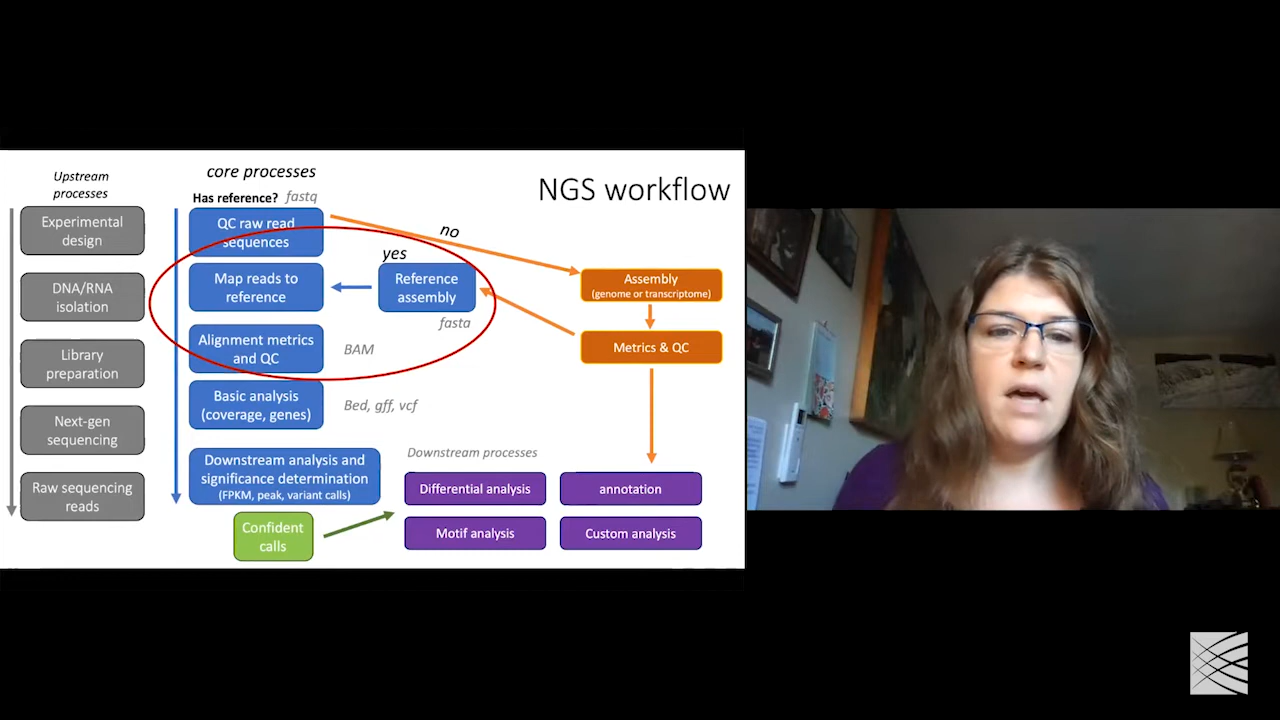 NGS workflow
Upstream
processes
Experimental
design
DNA/RNA
isolation
Library
preparation
Next-gen
sequencing
Raw sequencing
reads
core processes
Has reference? fastq
QC raw read
sequences
Map reads to
reference
Alignment metrics
and QC
BAM
Basic analysis
(coverage, genes)
Bed, gff, vcf
Downstream analysis and
significance determination
(FPKM, peak, variant calls)
Confident
calls
no
yes
Reference
assembly
fasta
Assembly
(genome or transcriptome)
Metrics & QC
Downstream processes
Differential analysis
annotation
Motif analysis
Custom analysis